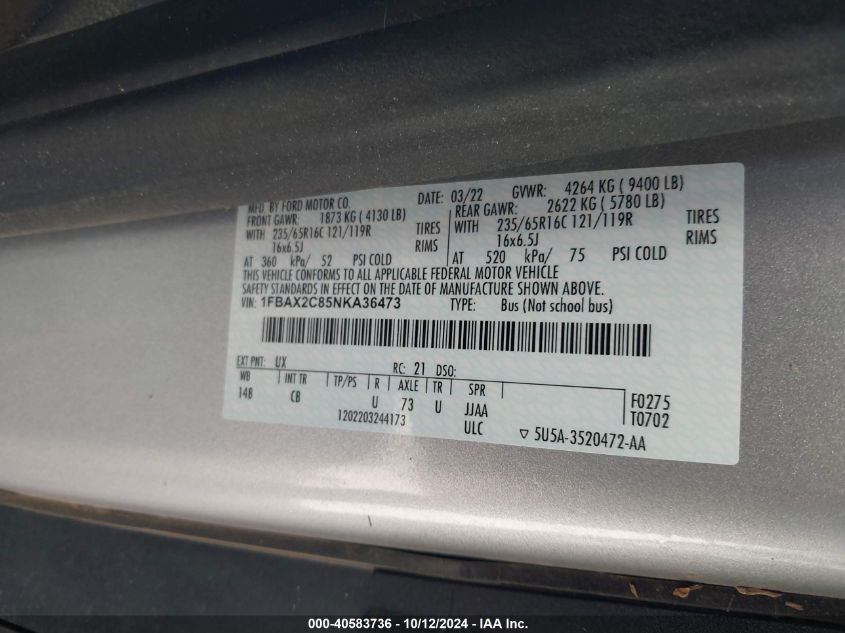 MFD. BY FORD MOTOR CO. DATE: 03/22 GVWR: 4264 KG ( 9400 LB)
FRONT GAWR: 1873 KG ( 4130 LB) REAR GAWR: 2622 KG ( 5780 LB)
WITH 235/65R16C 121/119R TIRES WITH 235/65R16C 121/119R TIRES
16x6.5J RIMS 16x6.5J RIMS
AT 360 kPa/ 52 PSI COLD AT 520 kPa/ 75 PSI COLD
THIS VEHICLE CONFORMS TO ALL APPLICABLE FEDERAL MOTOR VEHICLE
SAFETY STANDARDS IN EFFECT ON THE DATE OF MANUFACTURE SHOWN ABOVE.
VIN: 1FBAX2C85NKA36473 TYPE: Bus (Not school bus)
EXT PNT: UX RC: 21 DSO:
WB INT TR TP/PS R AXLE TR SPR
148 CB U 73 U JJAA F0275
1202203244173 ULC T0702
▽ 5U5A-3520472-AA
000-40583736 - 10/12/2024 - IAA Inc.